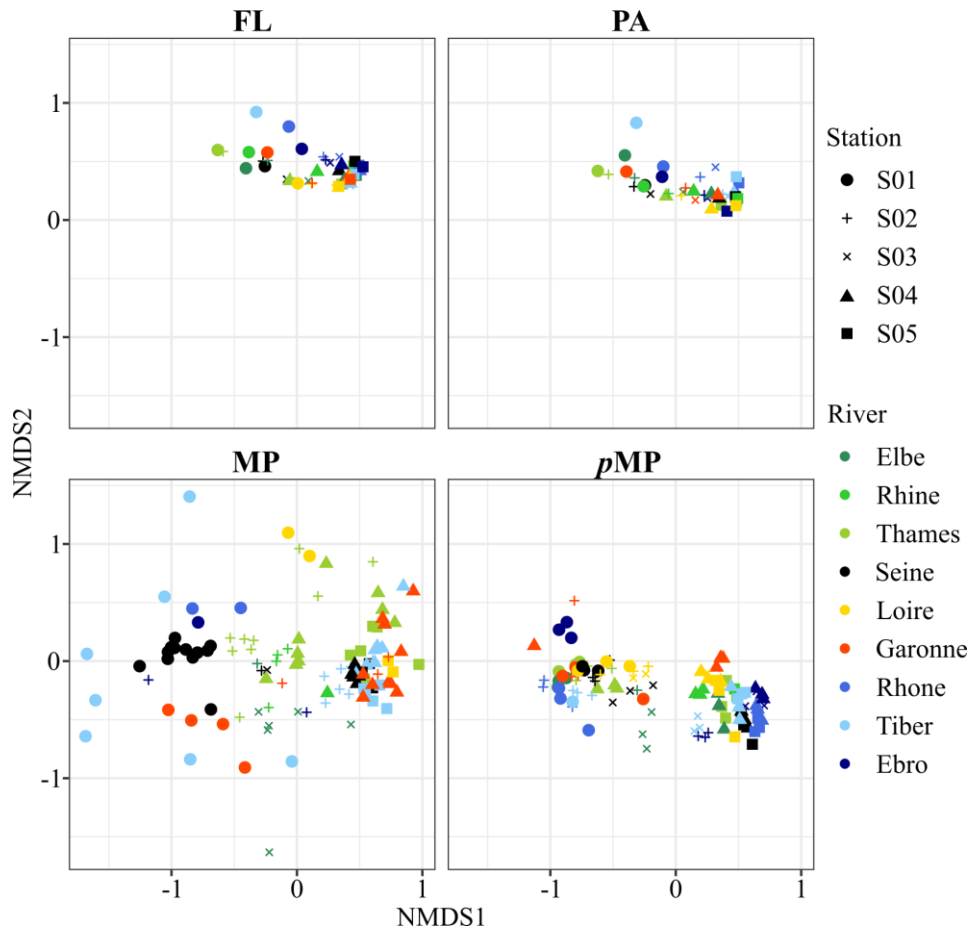 FL
PA
1
0
-1
NMDS2
MP
pMP
1
0
-1
-1
0
1
-1
0
1
NMDS1
Station
S01
S02
S03
S04
S05
River
Elbe
Rhine
Thames
Seine
Loire
Garonne
Rhone
Tiber
Ebro